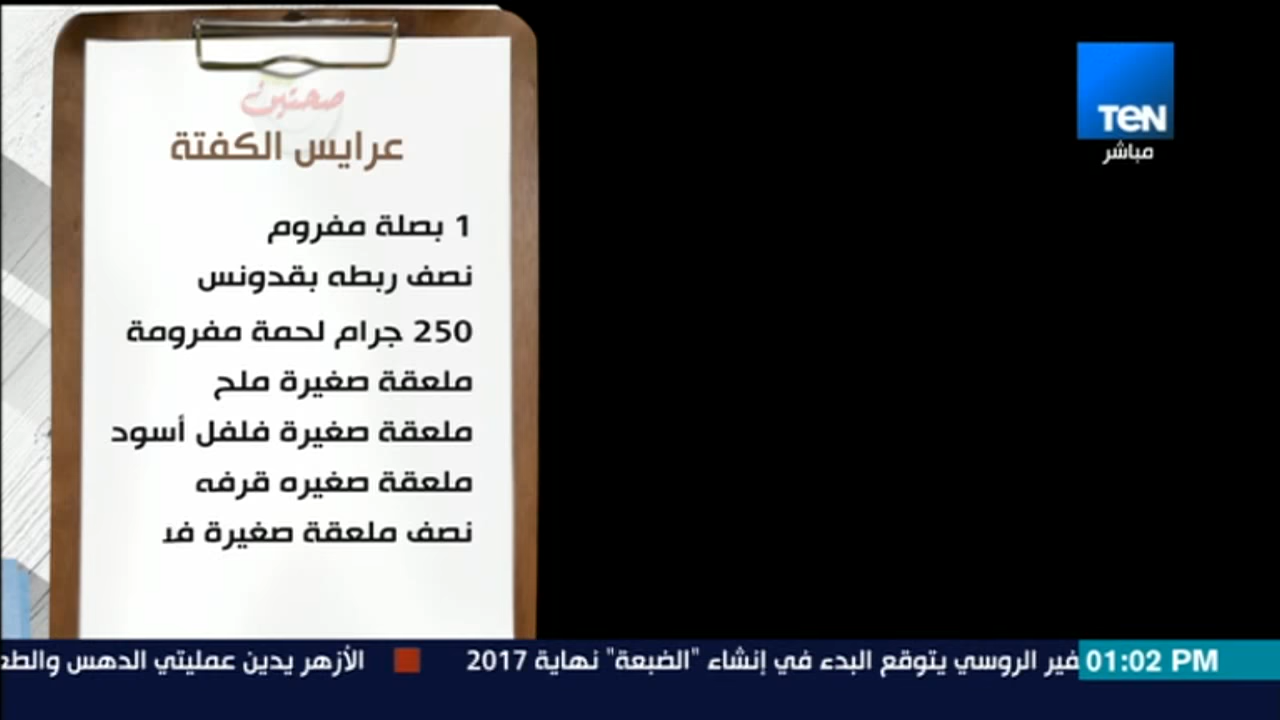 صحتين
عرايس الكفتة
1 بصلة مفروم
نصف ربطه بقدونس
250 جرام لحمة مفرومة
ملعقة صغيرة ملح
ملعقة صغيرة فلفل أسود
ملعقة صغيره قرفه
نصف ملعقة صغيرة
TEN
مباشر
01:02 PM
الروسي يتوقع البدء في إنشاء "الضبعة" نهاية 2017
الأزهر يدين عمليتي الدهس